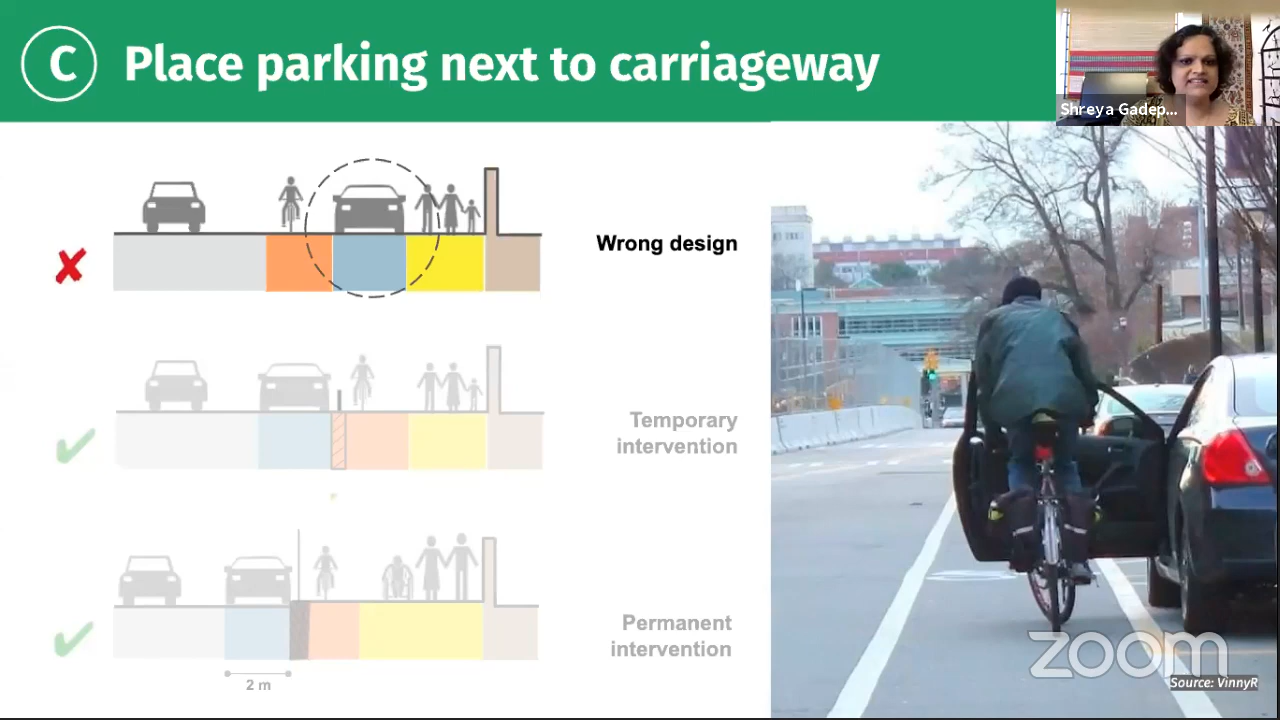 C Place parking next to carriageway
Shreya Gadep...
Wrong design
Temporary
intervention
Permanent
intervention
2 m
zoom
Source: VinnyR